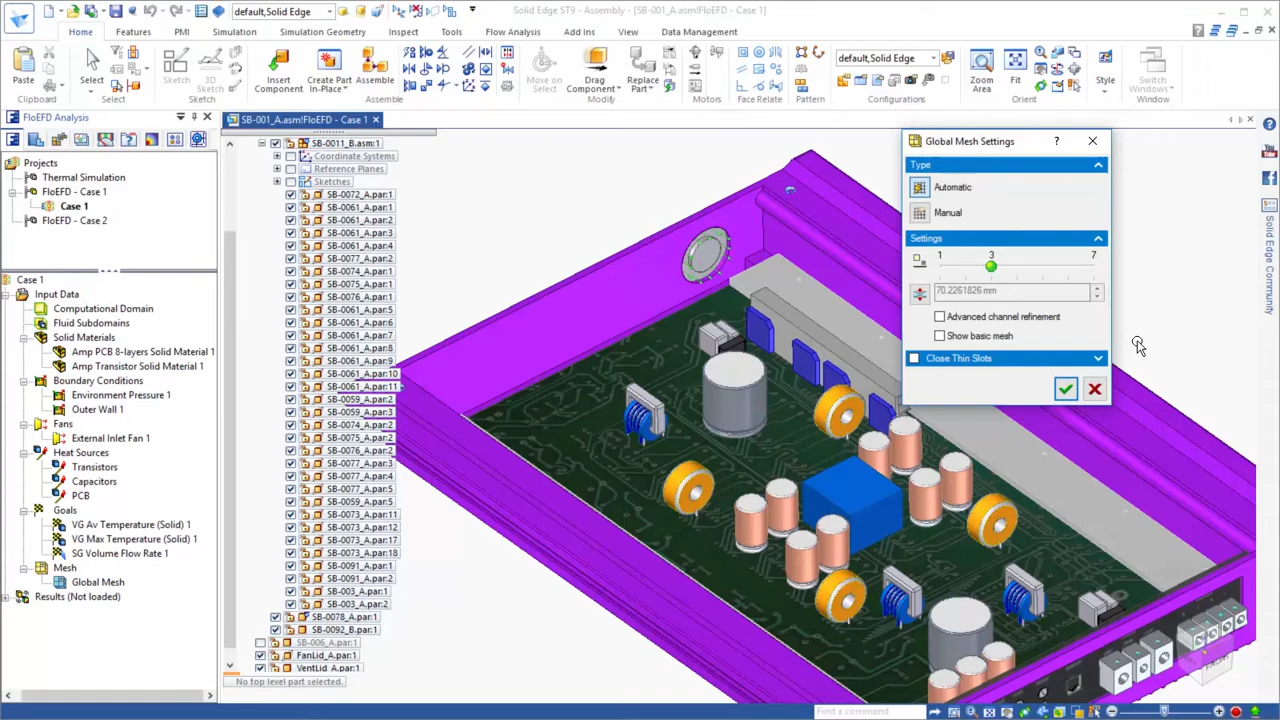 default,Solid Edge
Solid Edge ST9 - Assembly - [SB-001_A.asm!FloEFD - Case 1]
Home
Features
PMI
Simulation
Simulation Geometry
Inspect
Tools
Flow Analysis
Add Ins
View
Data Management
Paste
Select
Sketch
3D Sketch
Insert Component
Create Part In-Place
Assemble
Move on Select
Drag Component
Replace Part
default,Solid Edge
Zoom Area
Fit
Style
Switch Windows
Clipboard
Select
Sketch
Assemble
Modify
Motors
Face Relate
Pattern
Configurations
Orient
Window
FloEFD Analysis
SB-001_A.asm!FloEFD - Case 1
Projects
Thermal Simulation
FloEFD - Case 1
Case 1
FloEFD - Case 2
Case 1
Input Data
Computational Domain
Fluid Subdomains
Solid Materials
Amp PCB 8-layers Solid Material 1
Amp Transistor Solid Material 1
Boundary Conditions
Environment Pressure 1
Outer Wall 1
Fans
External Inlet Fan 1
Heat Sources
Transistors
Capacitors
PCB
Goals
VG Av Temperature (Solid) 1
VG Max Temperature (Solid) 1
SG Volume Flow Rate 1
Mesh
Global Mesh
Results (Not loaded)
SB-0011_B.asm:1
Coordinate Systems
Reference Planes
Sketches
SB-0072_A.par:1
SB-0061_A.par:1
SB-0061_A.par:2
SB-0061_A.par:3
SB-0061_A.par:4
SB-0077_A.par:2
SB-0074_A.par:1
SB-0075_A.par:1
SB-0076_A.par:1
SB-0061_A.par:5
SB-0061_A.par:6
SB-0061_A.par:7
SB-0061_A.par:8
SB-0061_A.par:9
SB-0061_A.par:10
SB-0061_A.par:11
SB-0059_A.par:2
SB-0059_A.par:3
SB-0074_A.par:2
SB-0075_A.par:2
SB-0076_A.par:2
SB-0077_A.par:3
SB-0077_A.par:4
SB-0077_A.par:5
SB-0059_A.par:5
SB-0073_A.par:11
SB-0073_A.par:12
SB-0073_A.par:17
SB-0073_A.par:18
SB-0091_A.par:1
SB-0091_A.par:2
SB-003_A.par:1
SB-003_A.par:2
SB-0078_A.par:1
SB-0092_B.par:1
SB-006_A.par:1
FanLid_A.par:1
VentLid_A.par:1
No top level part selected.
Global Mesh Settings
?
Type
Automatic
Manual
Settings
1 3 7
70.2261826 mm
Advanced channel refinement
Show basic mesh
Close Thin Slots
Solid Edge Community
Find a command